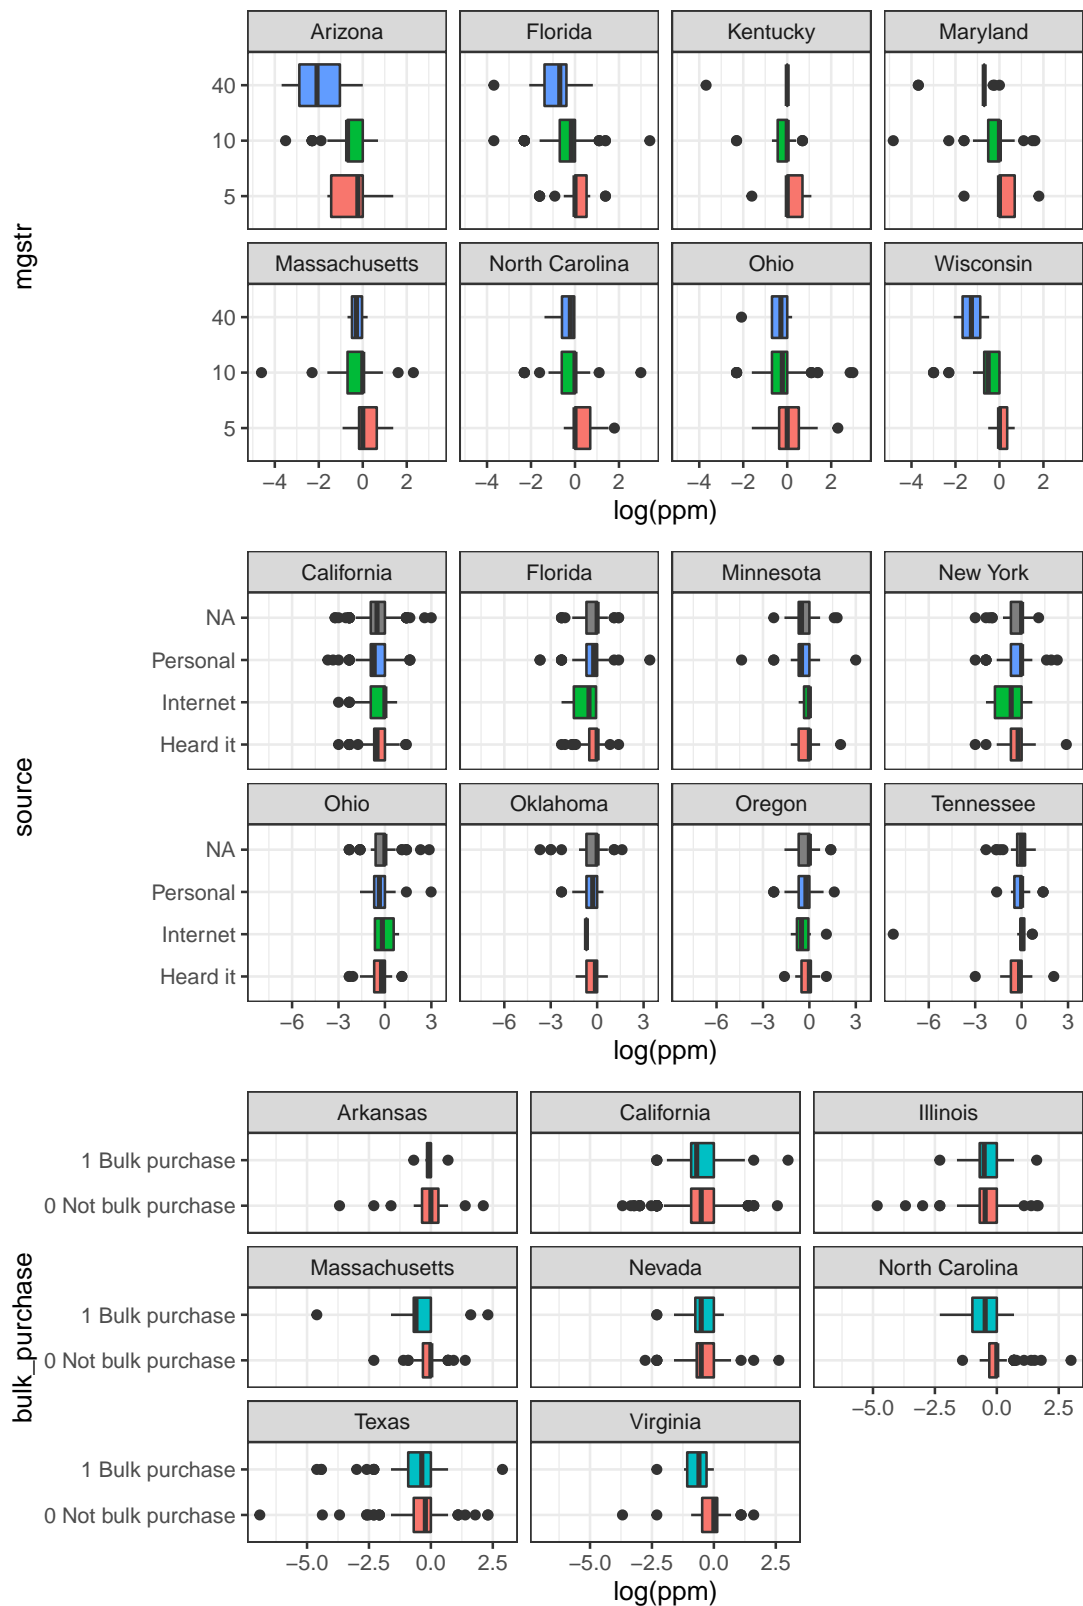 mgstr
Arizona Florida Kentucky Maryland
40
10
5
Massachusetts North Carolina Ohio Wisconsin
40
10
5
−4 −2 0 2 −4 −2 0 2 −4 −2 0 2 −4 −2 0 2
log(ppm)
source
California Florida Minnesota New York
NA
Personal
Internet
Heard it
Ohio Oklahoma Oregon Tennessee
NA
Personal
Internet
Heard it
−6 −3 0 3 −6 −3 0 3 −6 −3 0 3 −6 −3 0 3
log(ppm)
bulk_purchase
Arkansas California Illinois
1 Bulk purchase
0 Not bulk purchase
Massachusetts Nevada North Carolina
1 Bulk purchase
0 Not bulk purchase
−5.0 −2.5 0.0 2.5
Texas Virginia
1 Bulk purchase
0 Not bulk purchase
−5.0 −2.5 0.0 2.5 −5.0 −2.5 0.0 2.5
log(ppm)